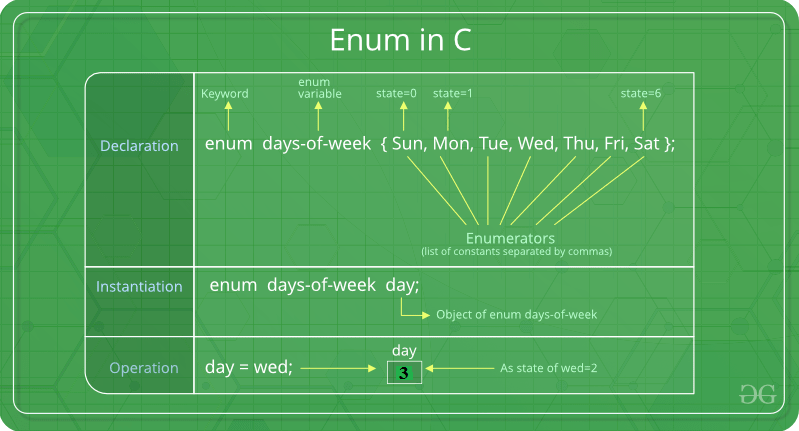 Enum in C
Keyword
enum
variable
state=0 state=1 state=6
Declaration
enum days-of-week { Sun, Mon, Tue, Wed, Thu, Fri, Sat };
Enumerators
(list of constants separated by commas)
Instantiation
enum days-of-week day;
Object of enum days-of-week
Operation
day = wed;
day
3
As state of wed=2
GG